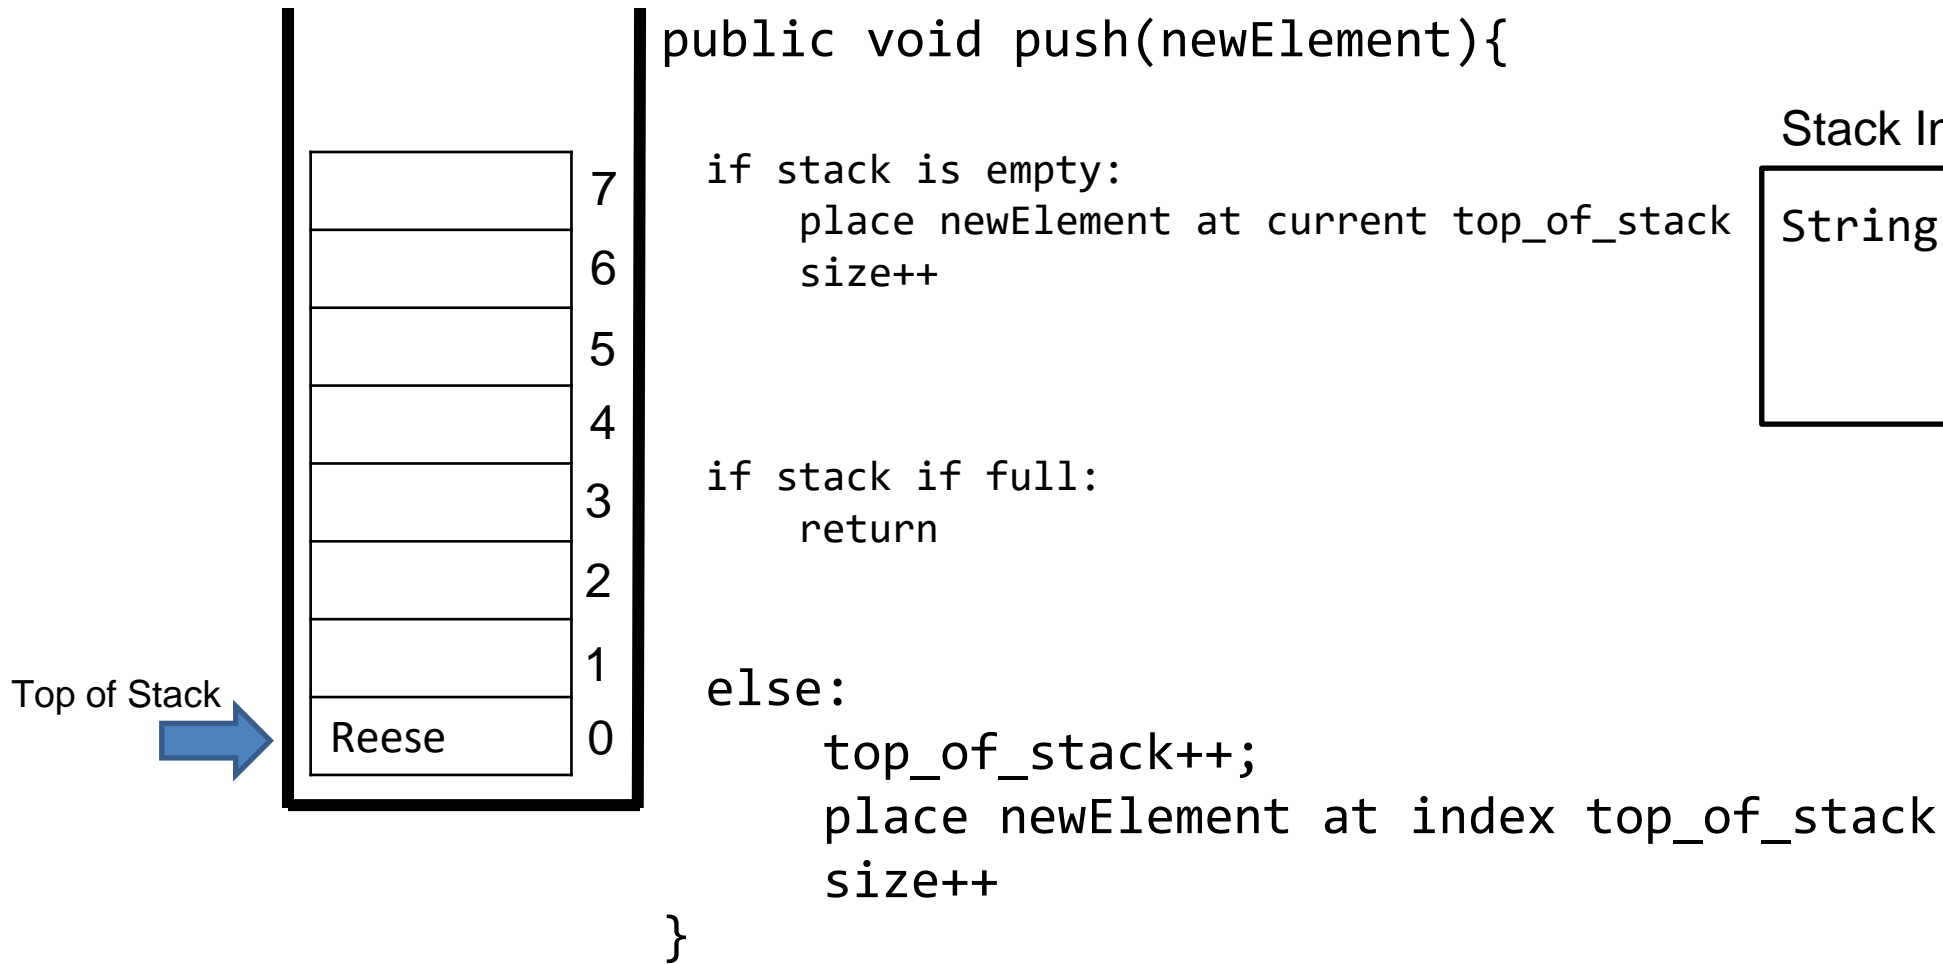 public void push(newElement){
Stack In
if stack is empty:
place newElement at current top_of_stack
size++
String
if stack if full:
return
else:
top_of_stack++;
place newElement at index top_of_stack
size++
}
7
6
5
4
3
2
1
Top of Stack
Reese 0